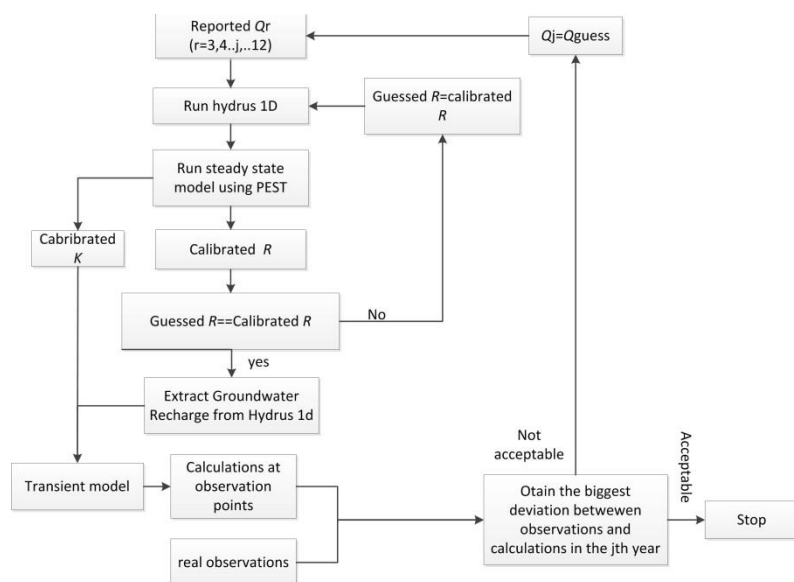 Reported Qr
(r=3,4..j,..12)
Qj=Qguess
Run hydrus 1D
Guessed R=calibrated
R
Run steady state
model using PEST
Cabribrated
K
Calibrated R
Guessed R==Calibrated R
No
yes
Extract Groundwater
Recharge from Hydrus 1d
Transient model
Calculations at
observation
points
real observations
Not
acceptable
Acceptable
Otain the biggest
deviation betwewen
observations and
calculations in the jth year
Stop